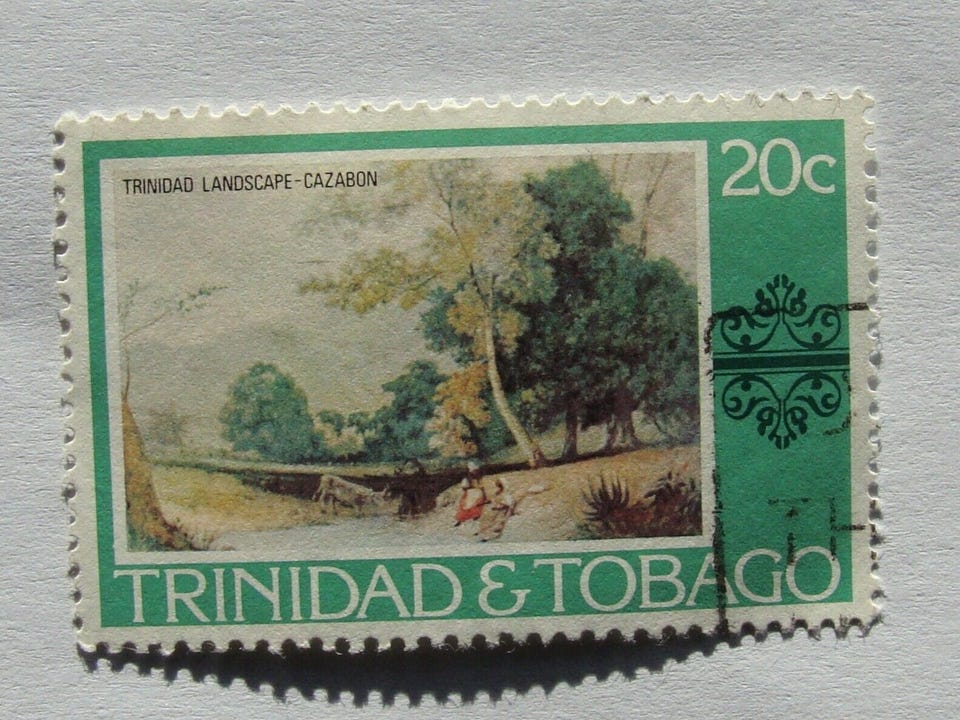 TRINIDAD LANDSCAPE-CAZABON
20c
TRINIDAD & TOBAGO